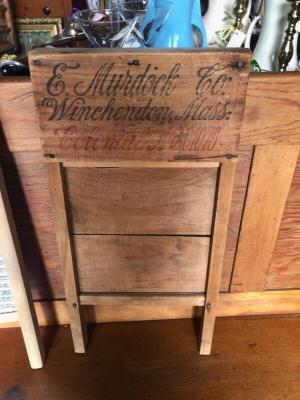 E. Murdock Co.
Winchendon, Mass.
Colonial